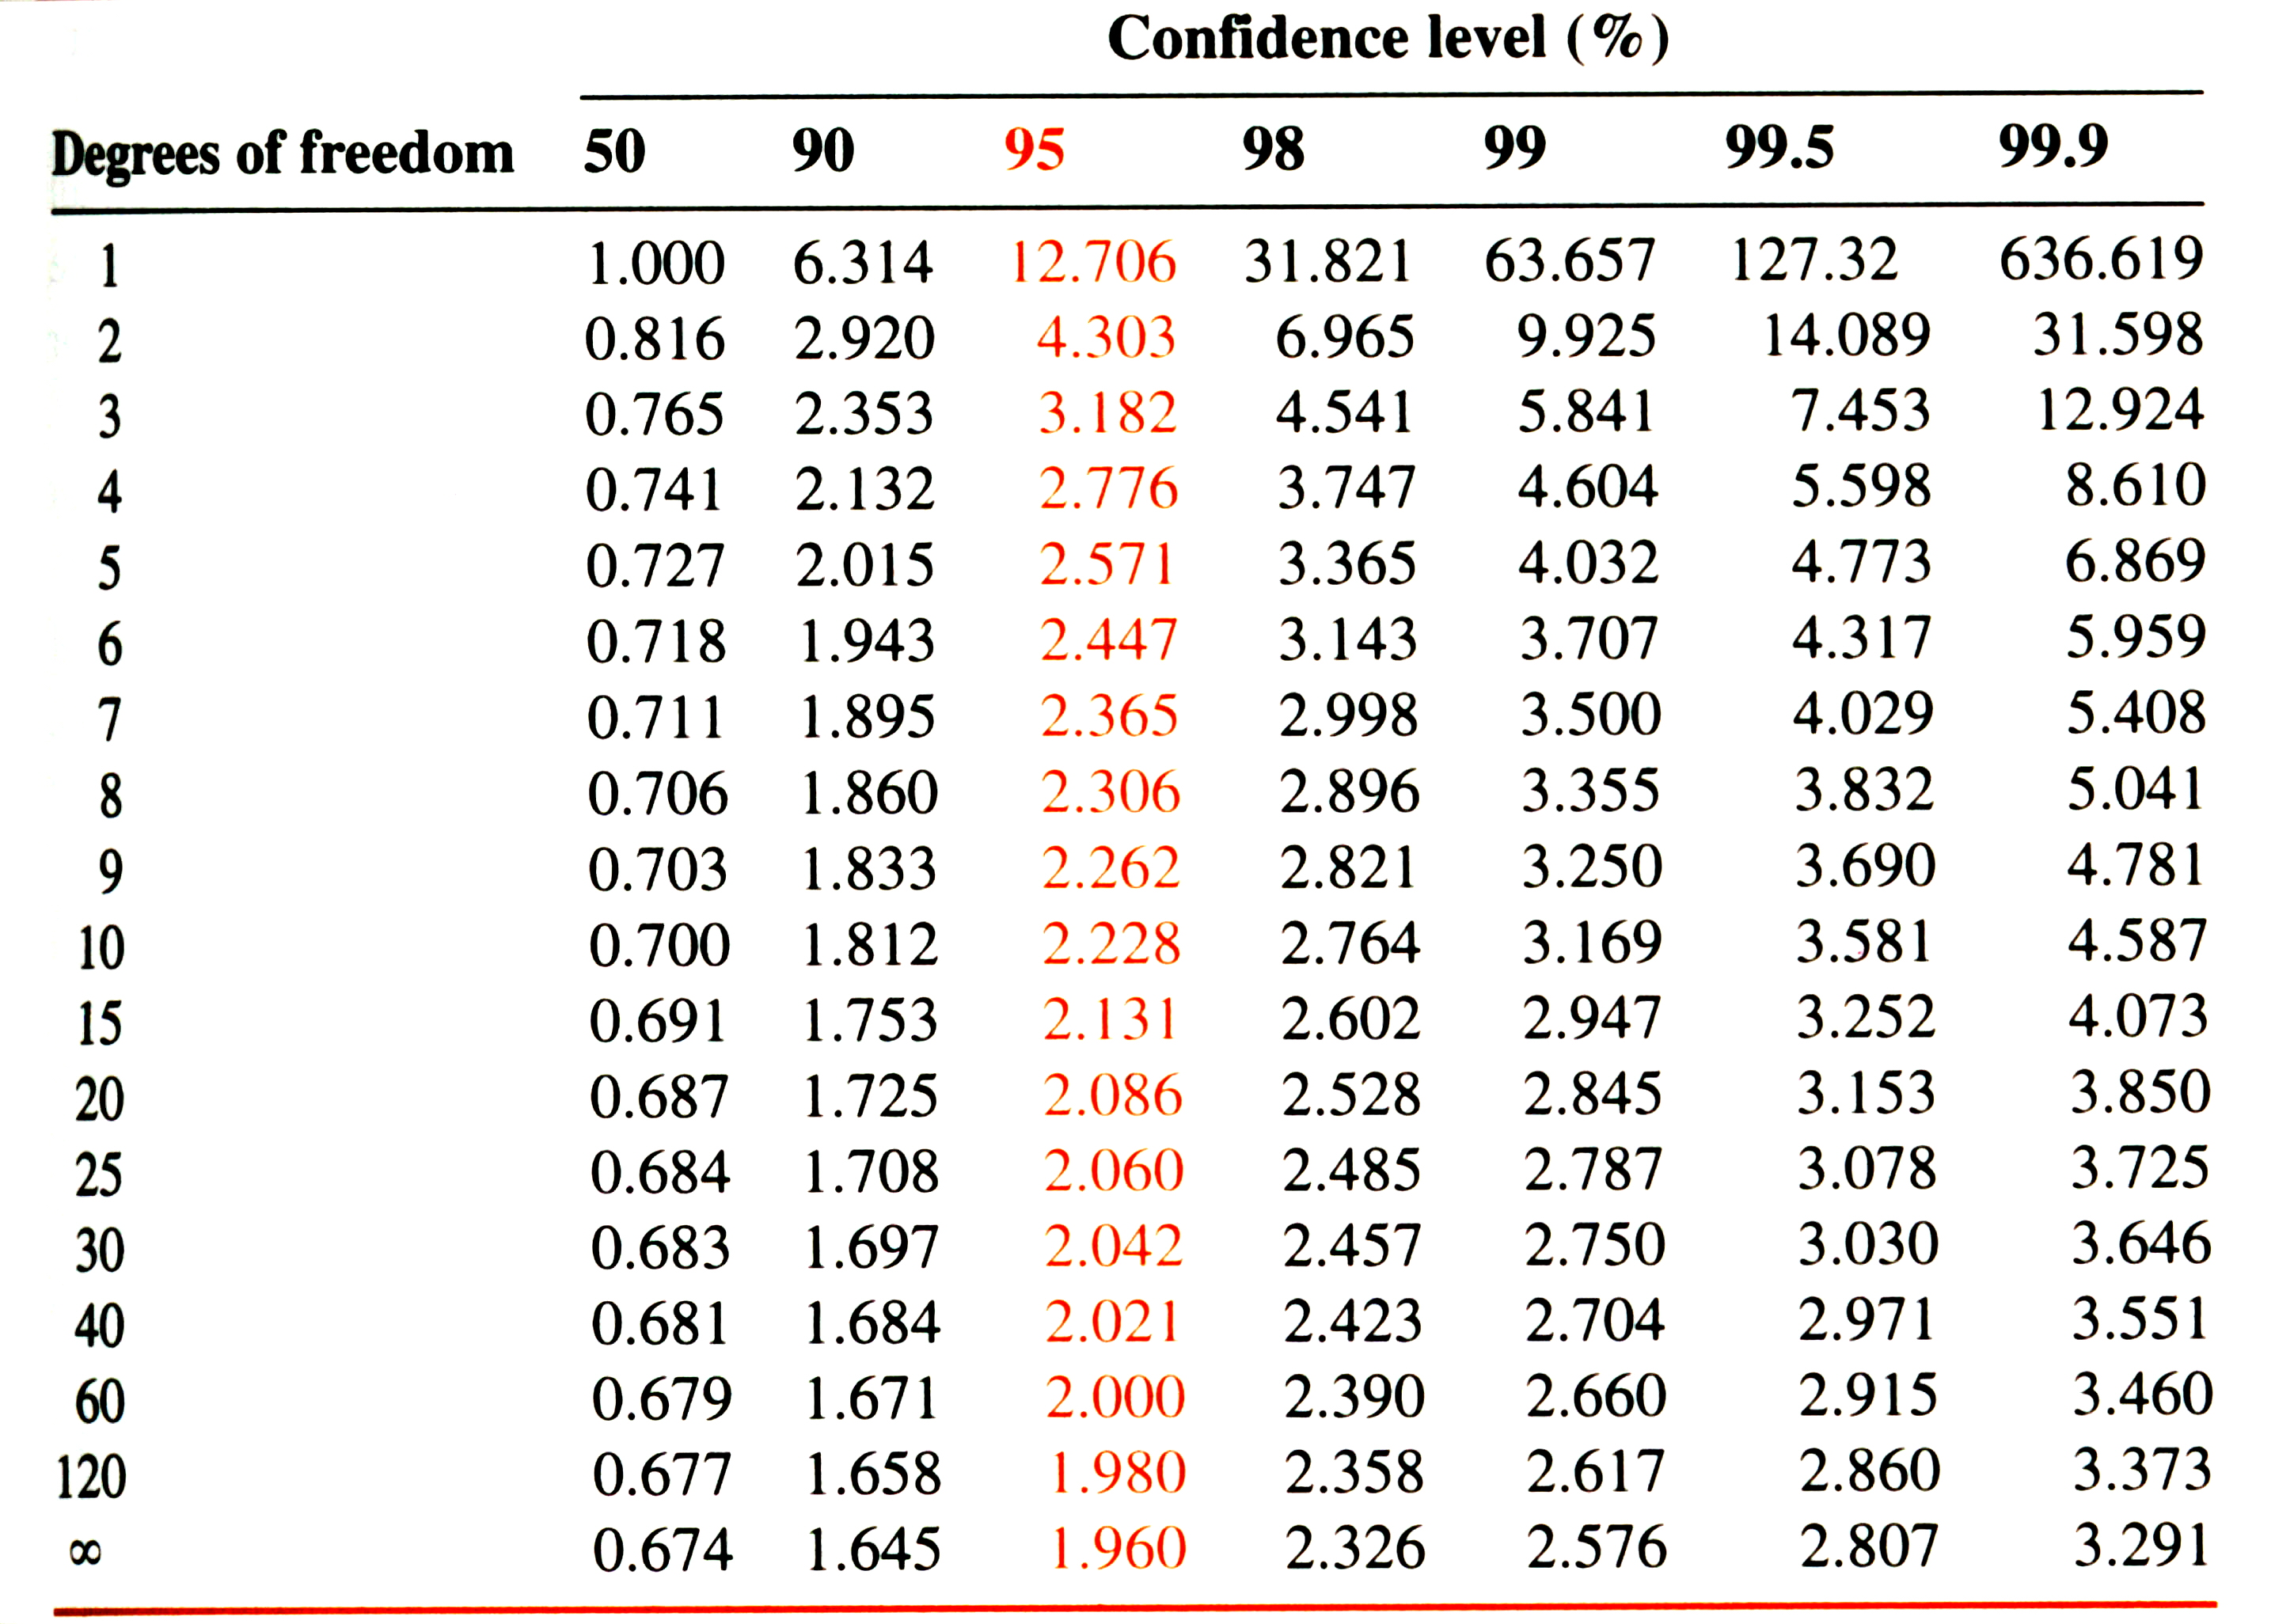 Confidence level (%)
Degrees of freedom 50 90 95 98 99 99.5 99.9
1 1.000 6.314 12.706 31.821 63.657 127.32 636.619
2 0.816 2.920 4.303 6.965 9.925 14.089 31.598
3 0.765 2.353 3.182 4.541 5.841 7.453 12.924
4 0.741 2.132 2.776 3.747 4.604 5.598 8.610
5 0.727 2.015 2.571 3.365 4.032 4.773 6.869
6 0.718 1.943 2.447 3.143 3.707 4.317 5.959
7 0.711 1.895 2.365 2.998 3.500 4.029 5.408
8 0.706 1.860 2.306 2.896 3.355 3.832 5.041
9 0.703 1.833 2.262 2.821 3.250 3.690 4.781
10 0.700 1.812 2.228 2.764 3.169 3.581 4.587
15 0.691 1.753 2.131 2.602 2.947 3.252 4.073
20 0.687 1.725 2.086 2.528 2.845 3.153 3.850
25 0.684 1.708 2.060 2.485 2.787 3.078 3.725
30 0.683 1.697 2.042 2.457 2.750 3.030 3.646
40 0.681 1.684 2.021 2.423 2.704 2.971 3.551
60 0.679 1.671 2.000 2.390 2.660 2.915 3.460
120 0.677 1.658 1.980 2.358 2.617 2.860 3.373
∞ 0.674 1.645 1.960 2.326 2.576 2.807 3.291